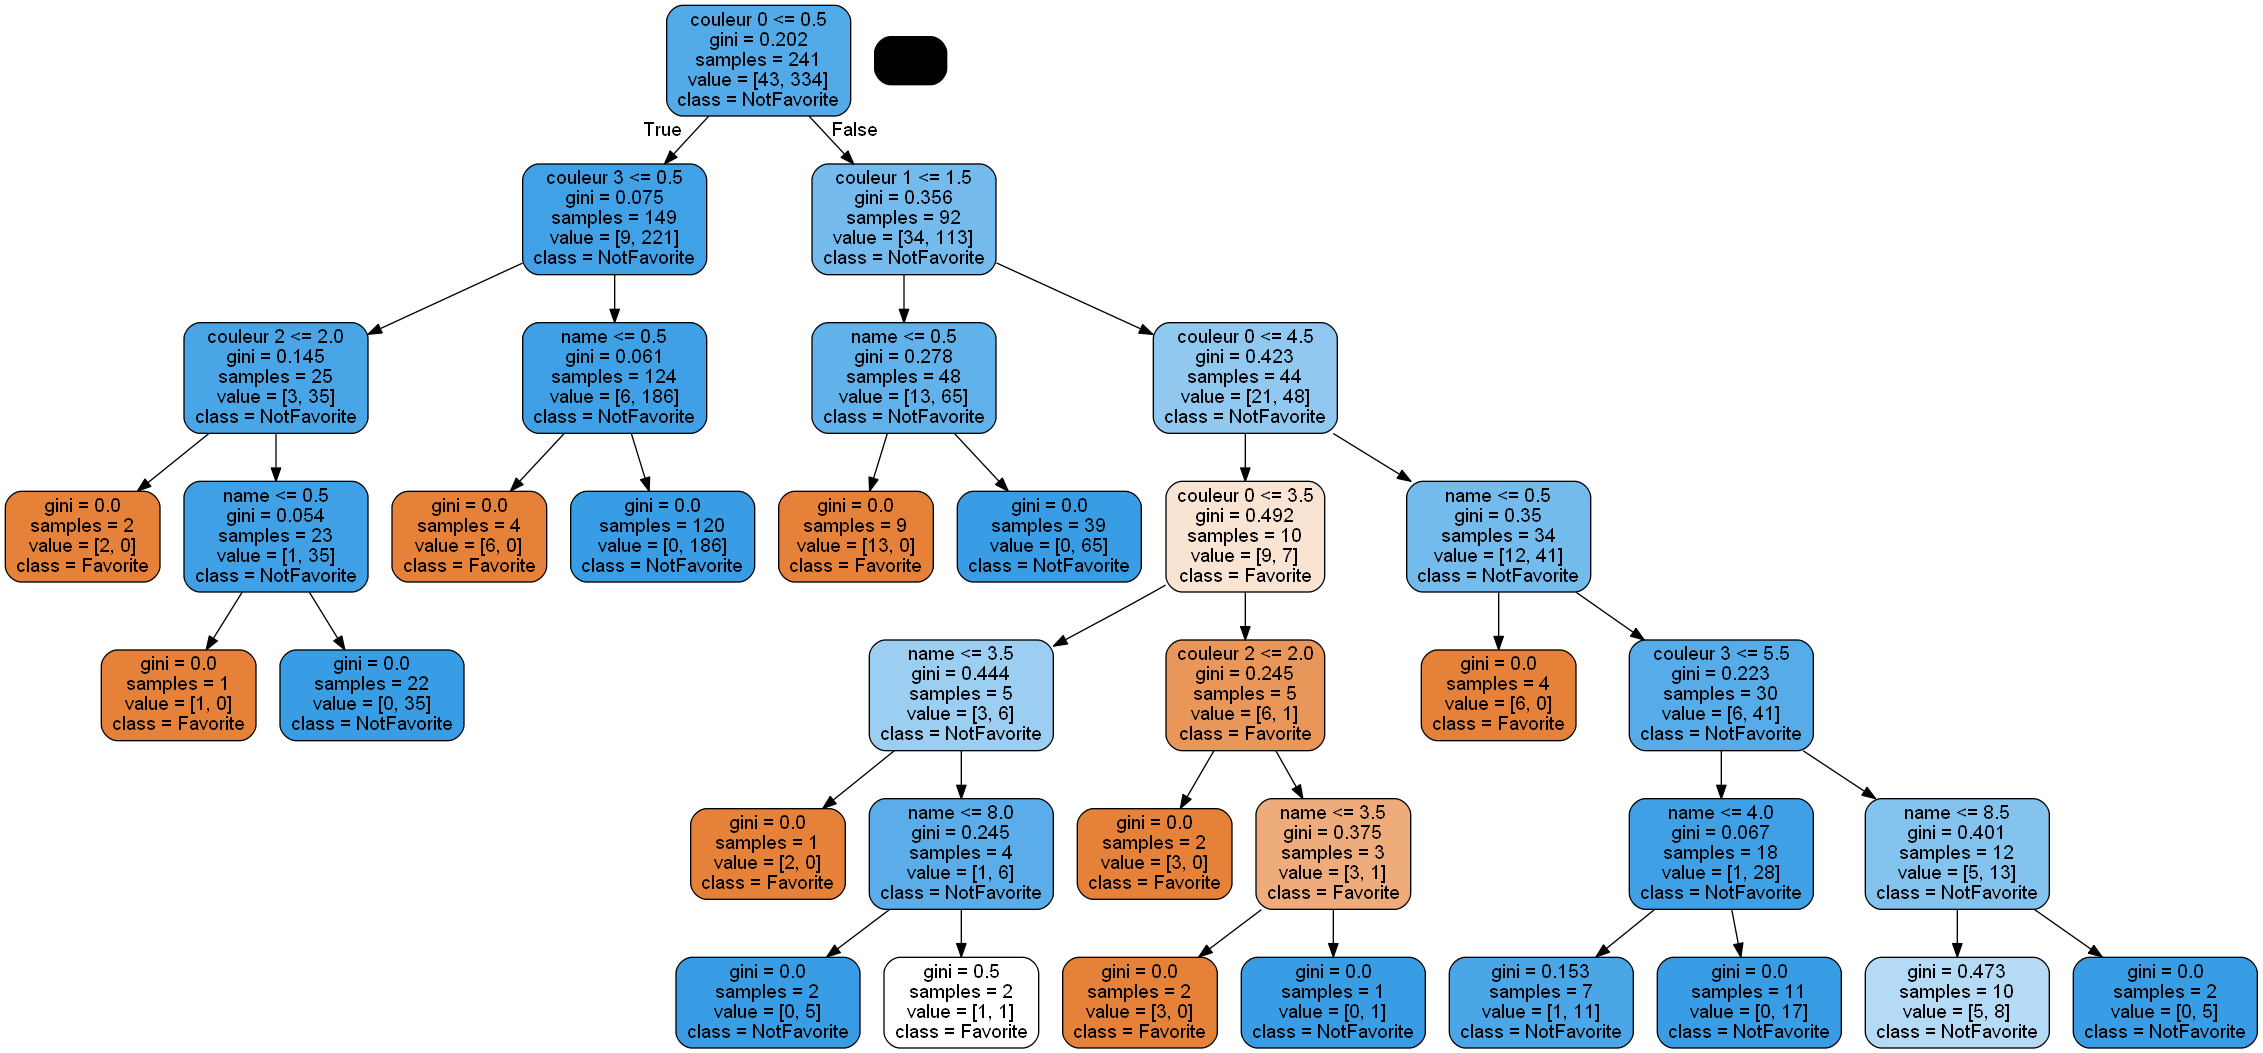 couleur 0 <= 0.5
gini = 0.202
samples = 241
value = [43, 334]
class = NotFavorite
True
False
couleur 3 <= 0.5
gini = 0.075
samples = 149
value = [9, 221]
class = NotFavorite
couleur 1 <= 1.5
gini = 0.356
samples = 92
value = [34, 113]
class = NotFavorite
couleur 2 <= 2.0
gini = 0.145
samples = 25
value = [3, 35]
class = NotFavorite
name <= 0.5
gini = 0.061
samples = 124
value = [6, 186]
class = NotFavorite
name <= 0.5
gini = 0.278
samples = 48
value = [13, 65]
class = NotFavorite
couleur 0 <= 4.5
gini = 0.423
samples = 44
value = [21, 48]
class = NotFavorite
gini = 0.0
samples = 2
value = [2, 0]
class = Favorite
name <= 0.5
gini = 0.054
samples = 23
value = [1, 35]
class = NotFavorite
gini = 0.0
samples = 4
value = [6, 0]
class = Favorite
gini = 0.0
samples = 120
value = [0, 186]
class = NotFavorite
gini = 0.0
samples = 9
value = [13, 0]
class = Favorite
gini = 0.0
samples = 39
value = [0, 65]
class = NotFavorite
couleur 0 <= 3.5
gini = 0.492
samples = 10
value = [9, 7]
class = Favorite
name <= 0.5
gini = 0.35
samples = 34
value = [12, 41]
class = NotFavorite
gini = 0.0
samples = 1
value = [1, 0]
class = Favorite
gini = 0.0
samples = 22
value = [0, 35]
class = NotFavorite
name <= 3.5
gini = 0.444
samples = 5
value = [3, 6]
class = NotFavorite
couleur 2 <= 2.0
gini = 0.245
samples = 5
value = [6, 1]
class = Favorite
gini = 0.0
samples = 4
value = [6, 0]
class = Favorite
couleur 3 <= 5.5
gini = 0.223
samples = 30
value = [6, 41]
class = NotFavorite
gini = 0.0
samples = 1
value = [2, 0]
class = Favorite
name <= 8.0
gini = 0.245
samples = 4
value = [1, 6]
class = NotFavorite
gini = 0.0
samples = 2
value = [3, 0]
class = Favorite
name <= 3.5
gini = 0.375
samples = 3
value = [3, 1]
class = Favorite
name <= 4.0
gini = 0.067
samples = 18
value = [1, 28]
class = NotFavorite
name <= 8.5
gini = 0.401
samples = 12
value = [5, 13]
class = NotFavorite
gini = 0.0
samples = 2
value = [0, 5]
class = NotFavorite
gini = 0.5
samples = 2
value = [1, 1]
class = Favorite
gini = 0.0
samples = 2
value = [3, 0]
class = Favorite
gini = 0.0
samples = 1
value = [0, 1]
class = NotFavorite
gini = 0.153
samples = 7
value = [1, 11]
class = NotFavorite
gini = 0.0
samples = 11
value = [0, 17]
class = NotFavorite
gini = 0.473
samples = 10
value = [5, 8]
class = NotFavorite
gini = 0.0
samples = 2
value = [0, 5]
class = NotFavorite